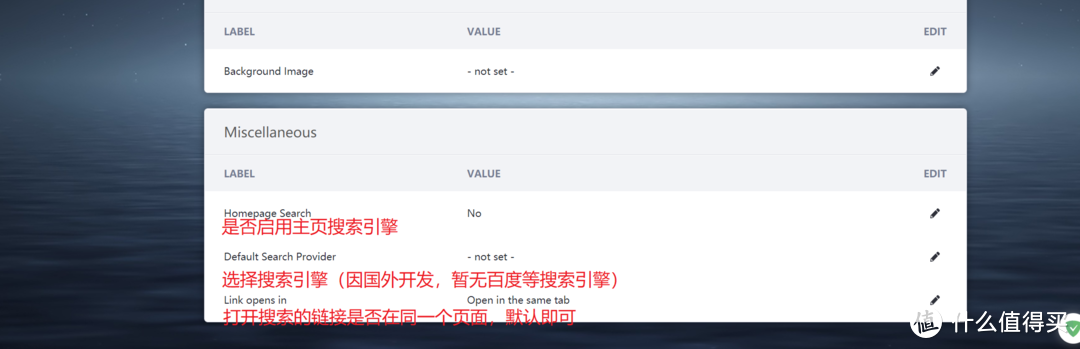 LABEL VALUE EDIT
Background Image - not set -
Miscellaneous
LABEL VALUE EDIT
Homepage Search No
是否启用主页搜索引擎
Default Search Provider - not set -
选择搜索引擎（因国外开发，暂无百度等搜索引擎）
Link opens in Open in the same tab
打开搜索的链接是否在同一个页面，默认即可
值 什么值得买